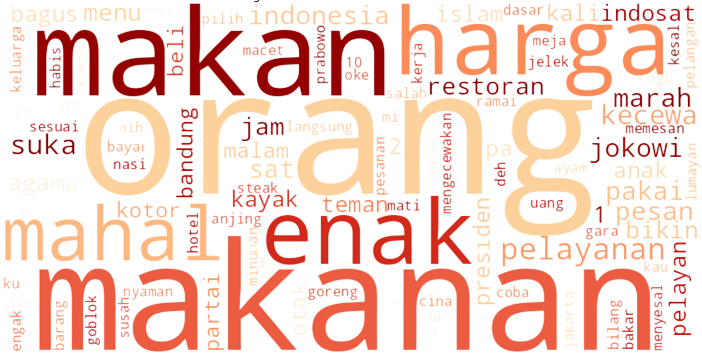 bagus menu
pilih
indonesia
islam
dasar
kali
indosat
keluarga
habis
makan
beli
macet
prabowo
10
oke
harga
kerja
meja
jelek
kesal
pelanggan
restoran
salah
ramai
marah
kecewa
sesuai
nih
orang
suka
bayar
nasi
bandung
jam
langsung
mi
memesan
jokowi
malam
sat
2
pesanan
mengecewakan
pa
deh
ayam
anak
lumayan
agama
steak
kayak
teman
mati
uang
pakai
kotor
hotel
anjing
enak
presiden
1
gara
pesan
bikin
mahal
minuman
pelayanan
kau
pelayan
ku
engak
barang
goblok
susah
nyaman
makanan
partai
otak
goreng
cina
coba
jakarta
bilang
bakar
menyesal